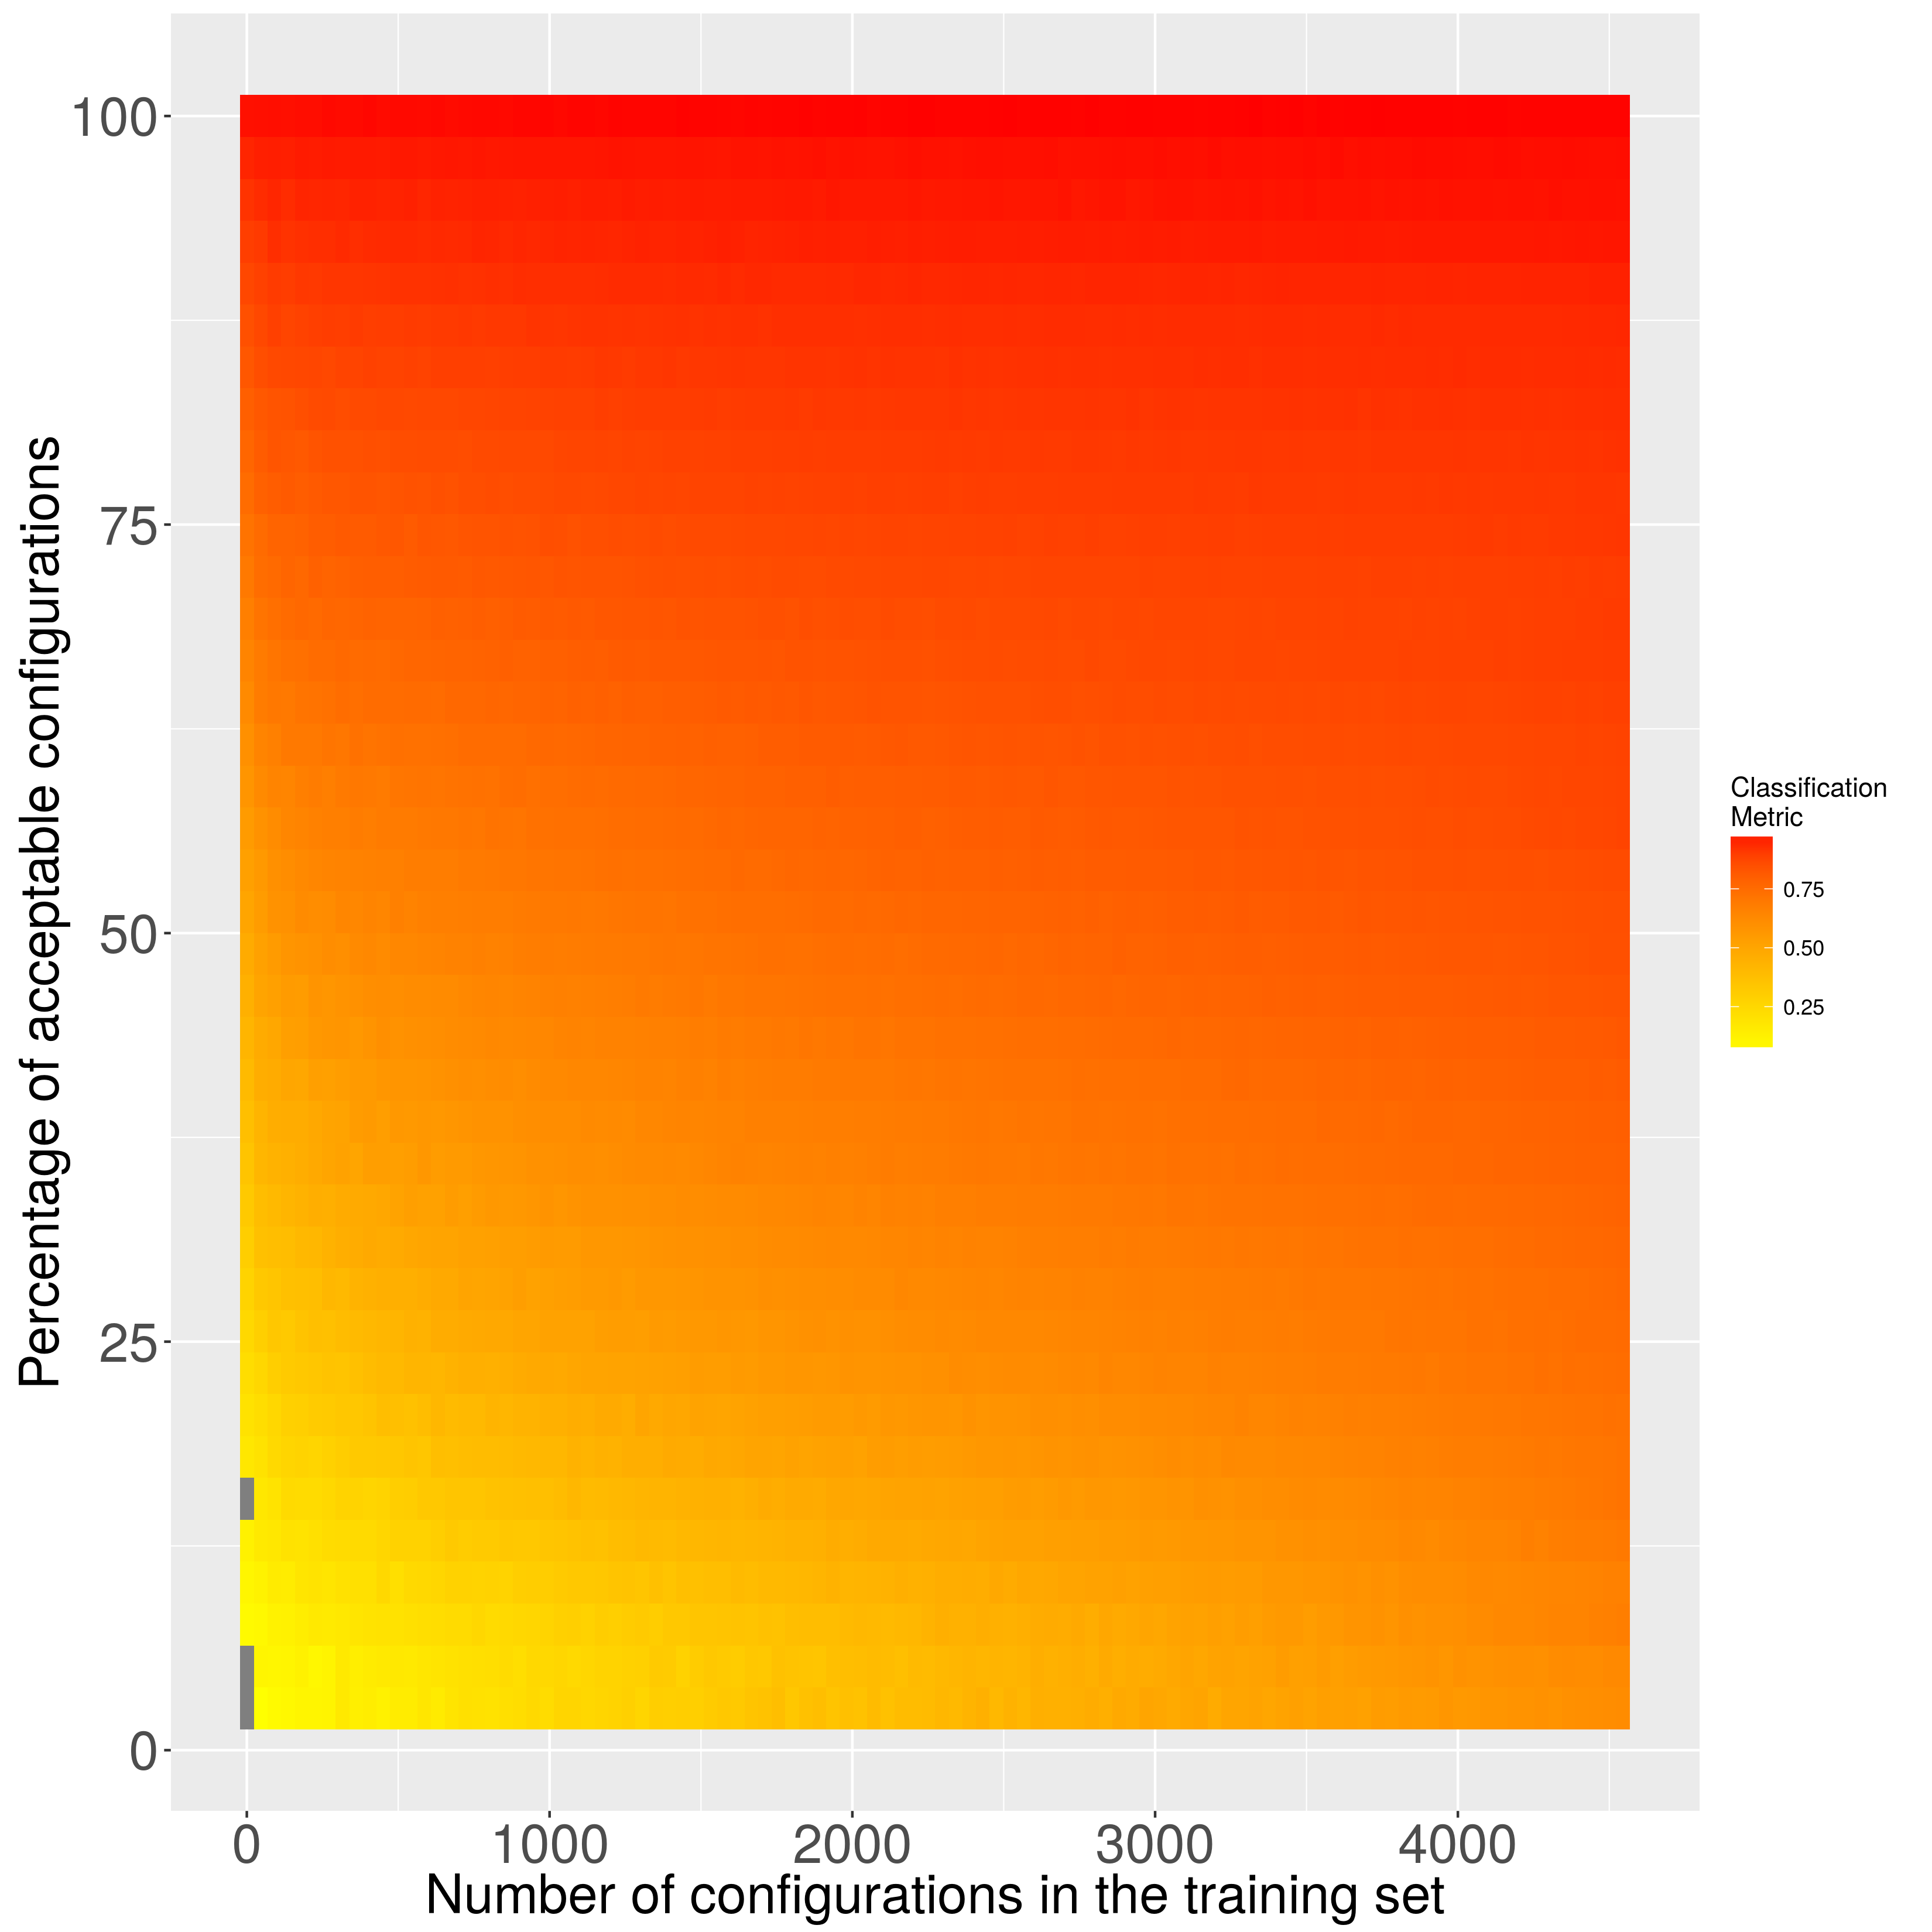 Percentage of acceptable configurations
100
75
50
25
0
0 1000 2000 3000 4000
Number of configurations in the training set
Classification
Metric
0.75
0.50
0.25